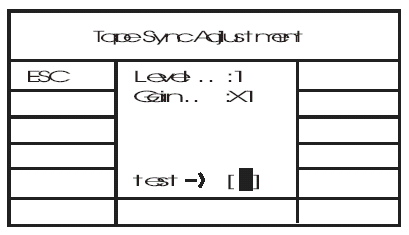 Tape Sync Adjustment
ESC
Level.. :1
Gain.. :X1
test -> [█]